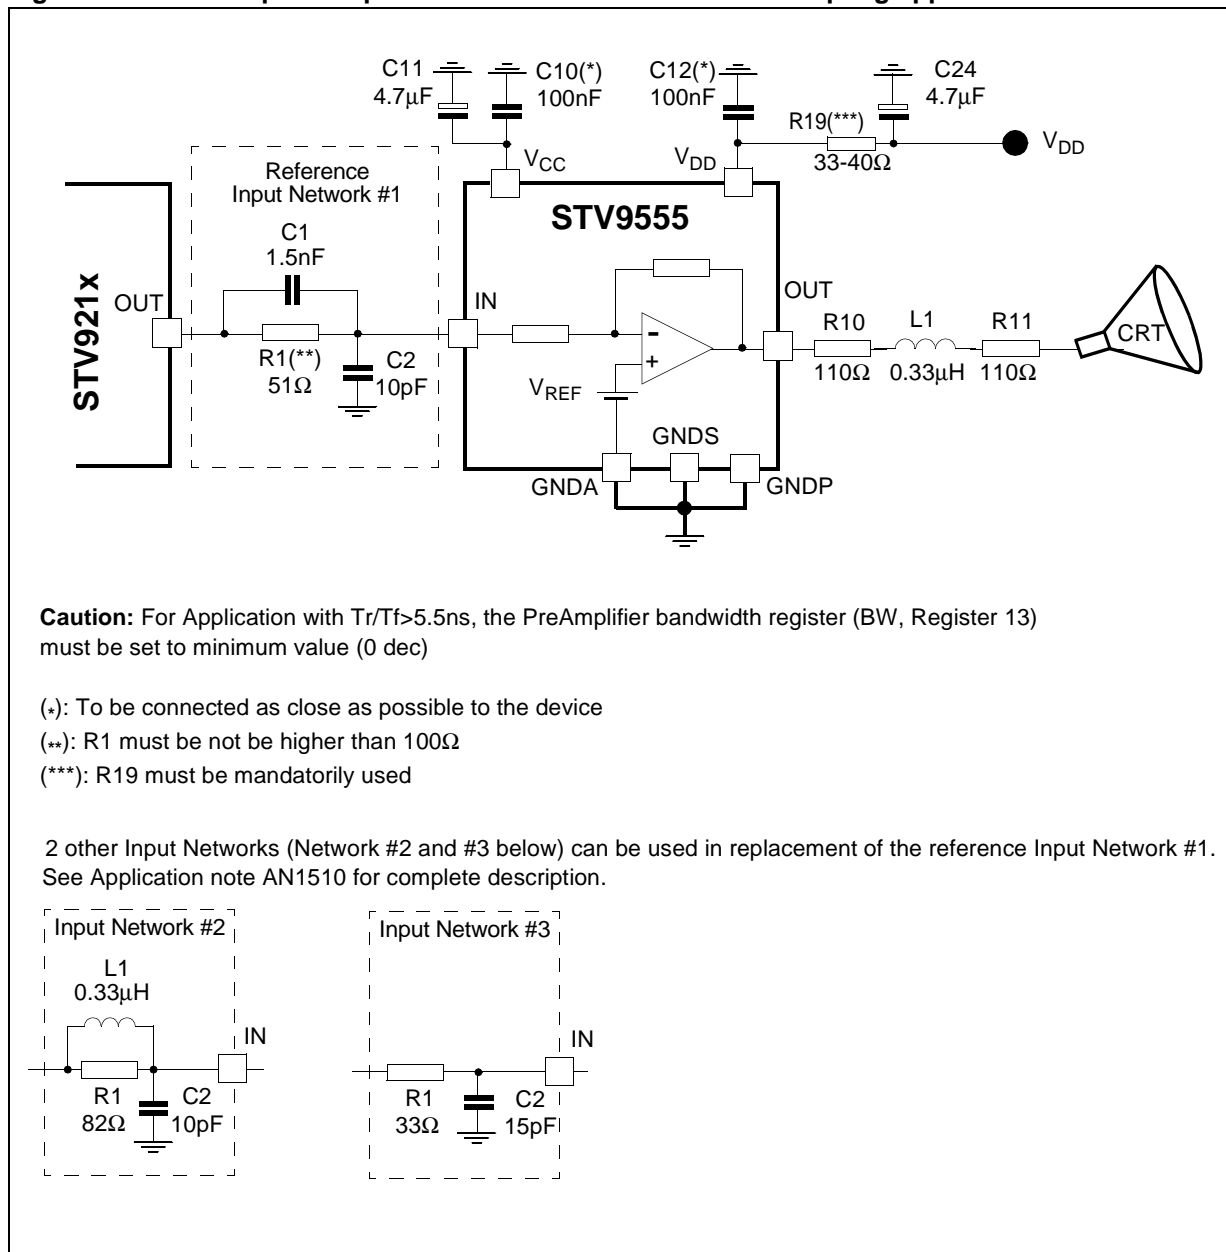 C11
4.7μF
C10(*)
100nF
C12(*)
100nF
C24
4.7μF
R19(***)
33-40Ω
VDD
VCC
VDD
Reference
Input Network #1
STV9555
C1
1.5nF
STV921x
OUT
IN
OUT
R1(**)
51Ω
C2
10pF
-
+
VREF
R10
110Ω
L1
0.33μH
R11
110Ω
CRT
GNDS
GNDA
GNDP
Caution: For Application with Tr/Tf>5.5ns, the PreAmplifier bandwidth register (BW, Register 13)
must be set to minimum value (0 dec)
(*): To be connected as close as possible to the device
(**): R1 must be not be higher than 100Ω
(***): R19 must be mandatorily used
2 other Input Networks (Network #2 and #3 below) can be used in replacement of the reference Input Network #1.
See Application note AN1510 for complete description.
Input Network #2
L1
0.33μH
IN
R1
82Ω
C2
10pF
Input Network #3
IN
R1
33Ω
C2
15pF